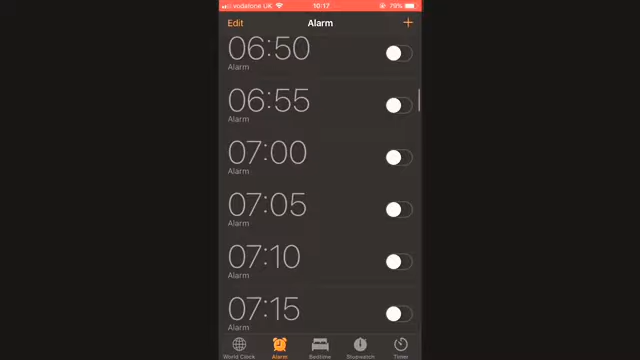 vodafone UK 10:17 79%
Edit Alarm +
06:50
Alarm
06:55
Alarm
07:00
Alarm
07:05
Alarm
07:10
Alarm
07:15
Alarm
World Clock Alarm Bedtime Stopwatch Timer